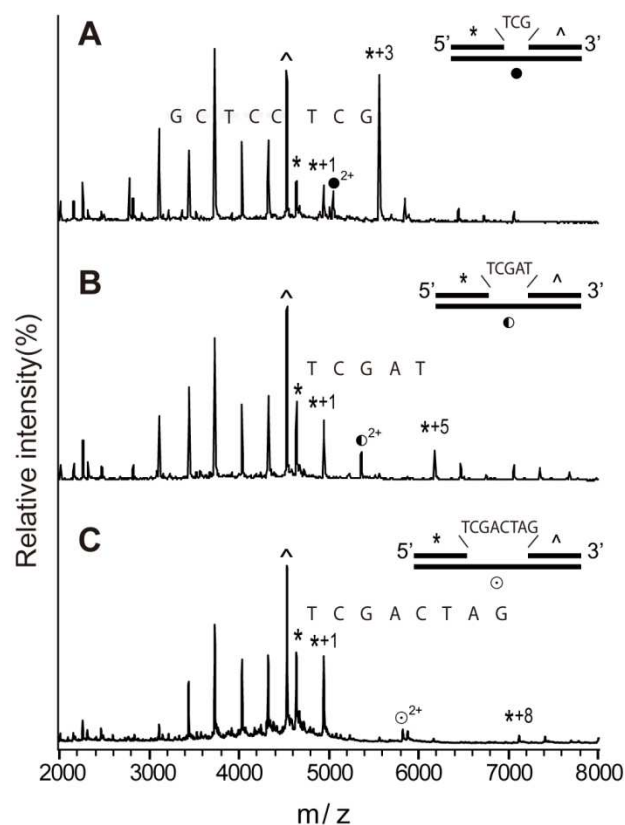 A
TCG
5’ * ^ 3’
●
^
*+3
G C T C C T C G
* *+1 ●2+
B
TCGAT
5’ * ^ 3’
◐
^
T C G A T
* *+1
◐2+ *+5
C
TCGACTAG
5’ * ^ 3’
⊙
^
T C G A C T A G
* *+1
⊙2+ *+8
Relative intensity(%)
2000 3000 4000 5000 6000 7000 8000
m/z